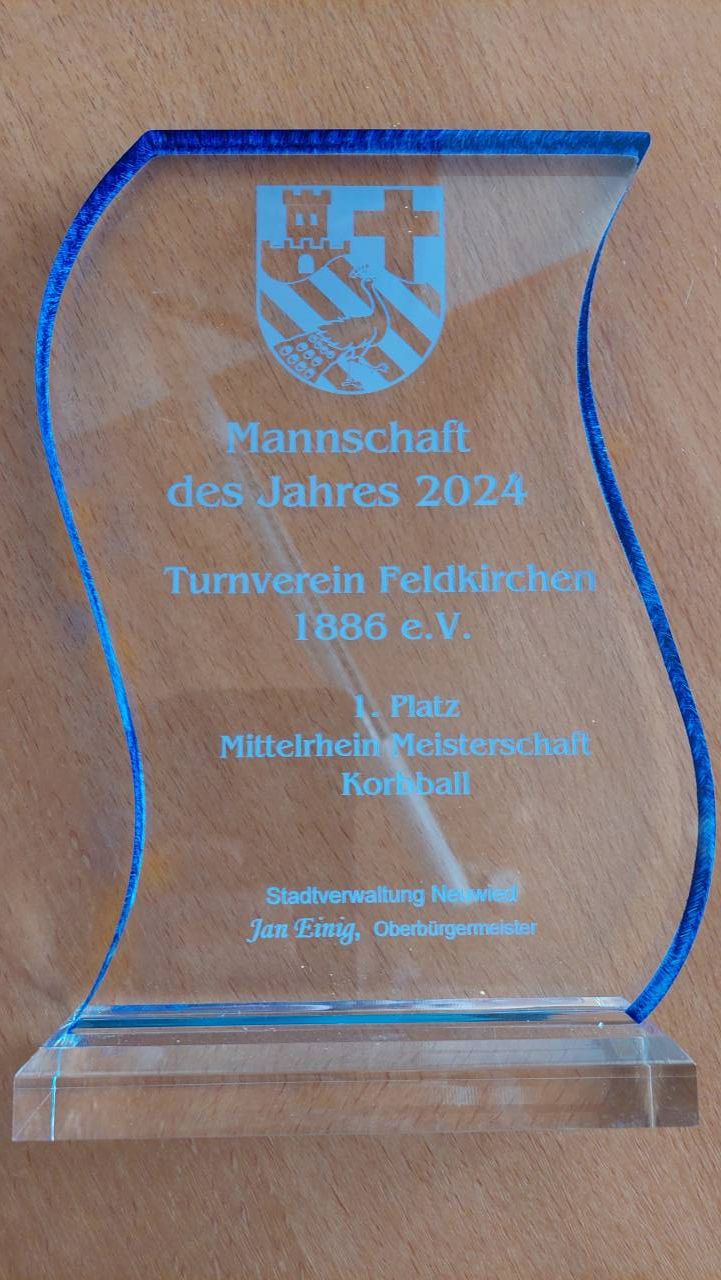 Mannschaft
des Jahres 2024
Turnverein Feldkirchen
1886 e.V.
1. Platz
Mittelrhein Meisterschaft
Korbball
Stadtverwaltung Neuwied
Jan Einig, Oberbürgermeister